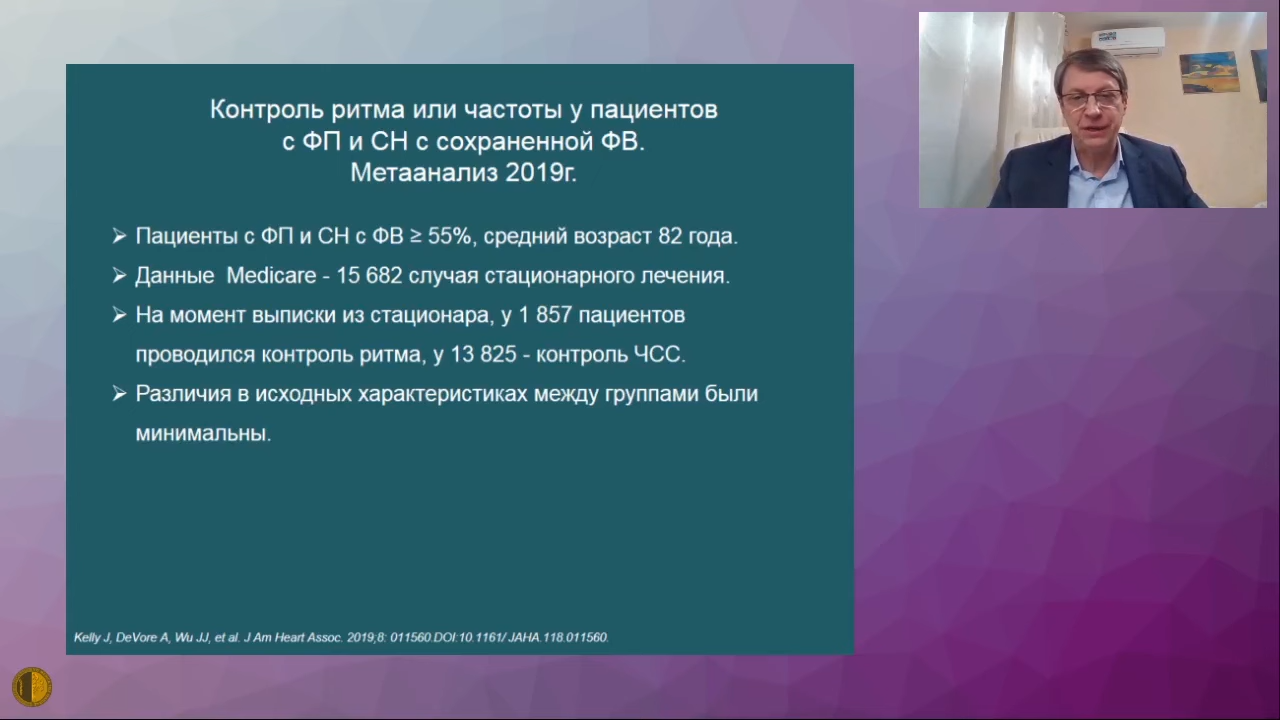 Контроль ритма или частоты у пациентов
с ФП и СН с сохраненной ФВ.
Метаанализ 2019г.
➢ Пациенты с ФП и СН с ФВ ≥ 55%, средний возраст 82 года.
➢ Данные Medicare - 15 682 случая стационарного лечения.
➢ На момент выписки из стационара, у 1 857 пациентов
проводился контроль ритма, у 13 825 - контроль ЧСС.
➢ Различия в исходных характеристиках между группами были
минимальны.
Kelly J, DeVore A, Wu JJ, et al. J Am Heart Assoc. 2019;8: 011560.DOI:10.1161/ JAHA.118.011560.